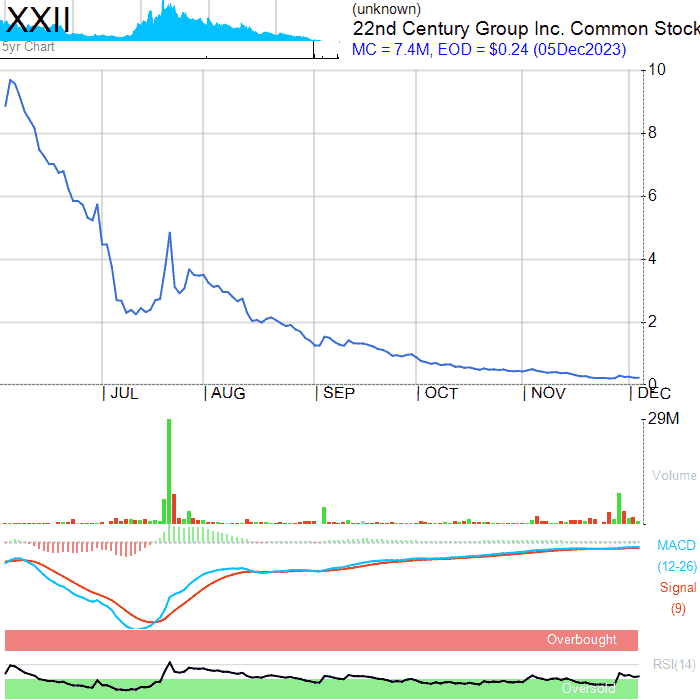 XXII
(unknown)
22nd Century Group Inc. Common Stock
MC = 7.4M, EOD = $0.24 (05Dec2023)
5yr Chart
10
8
6
4
2
0
JUL
AUG
SEP
OCT
NOV
DEC
29M
Volume
MACD
(12-26)
Signal
(9)
Overbought
RSI(14)
Oversold